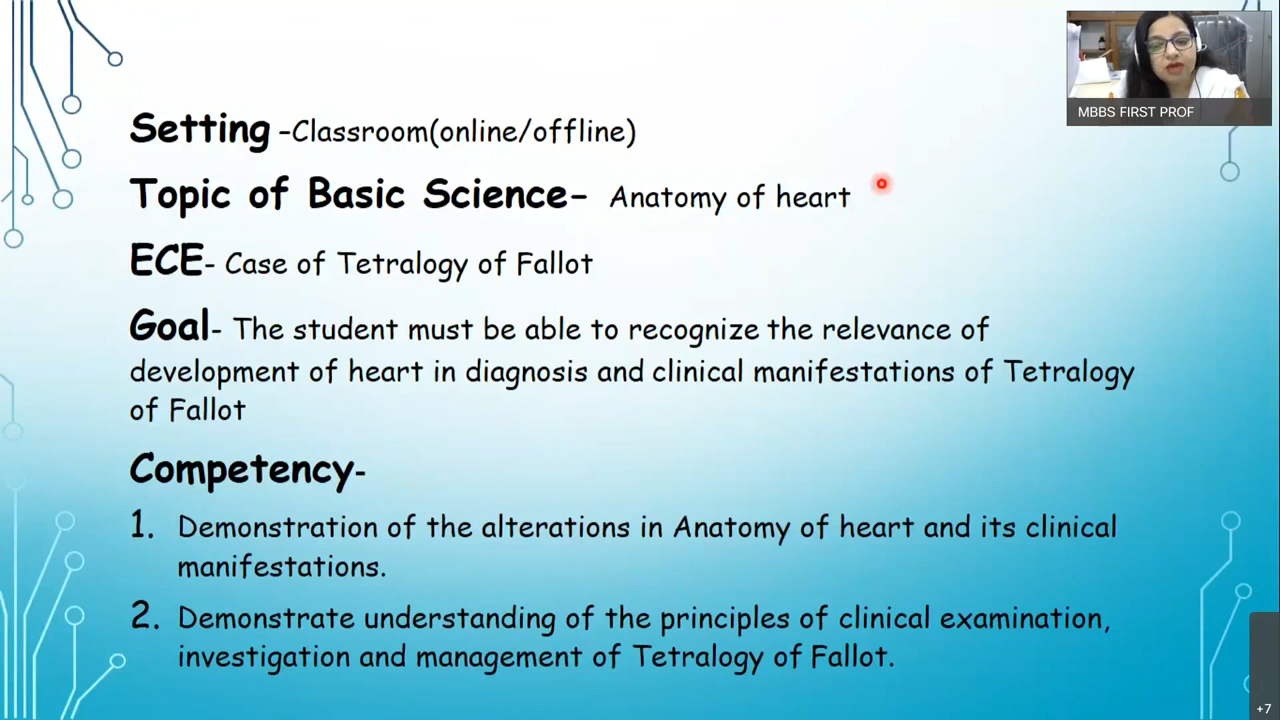 MBBS FIRST PROF
Setting -Classroom(online/offline)
Topic of Basic Science- Anatomy of heart
ECE- Case of Tetralogy of Fallot
Goal- The student must be able to recognize the relevance of
development of heart in diagnosis and clinical manifestations of Tetralogy
of Fallot
Competency-
1. Demonstration of the alterations in Anatomy of heart and its clinical
manifestations.
2. Demonstrate understanding of the principles of clinical examination,
investigation and management of Tetralogy of Fallot.
+7